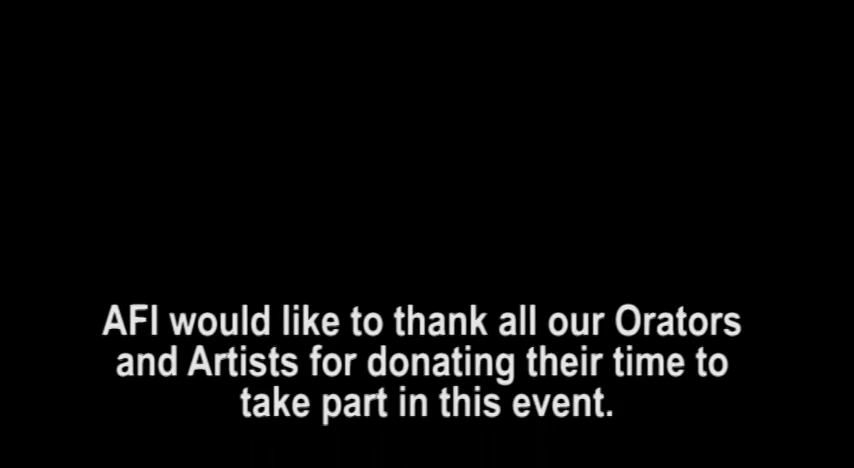 AFI would like to thank all our Orators
and Artists for donating their time to
take part in this event.